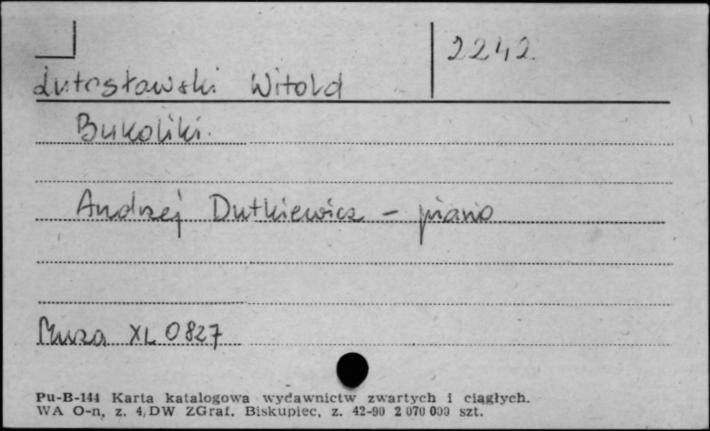 2242
Lutosławski Witold
Bukoliki.
Andrzej Dutkiewicz – piano
Muza XL 0827
Pu-B-144 Karta katalogowa wydawnictw zwartych i ciągłych.
WA O-n, z. 4/DW ZGraf. Biskupiec, z. 42-90 2 070 000 szt.